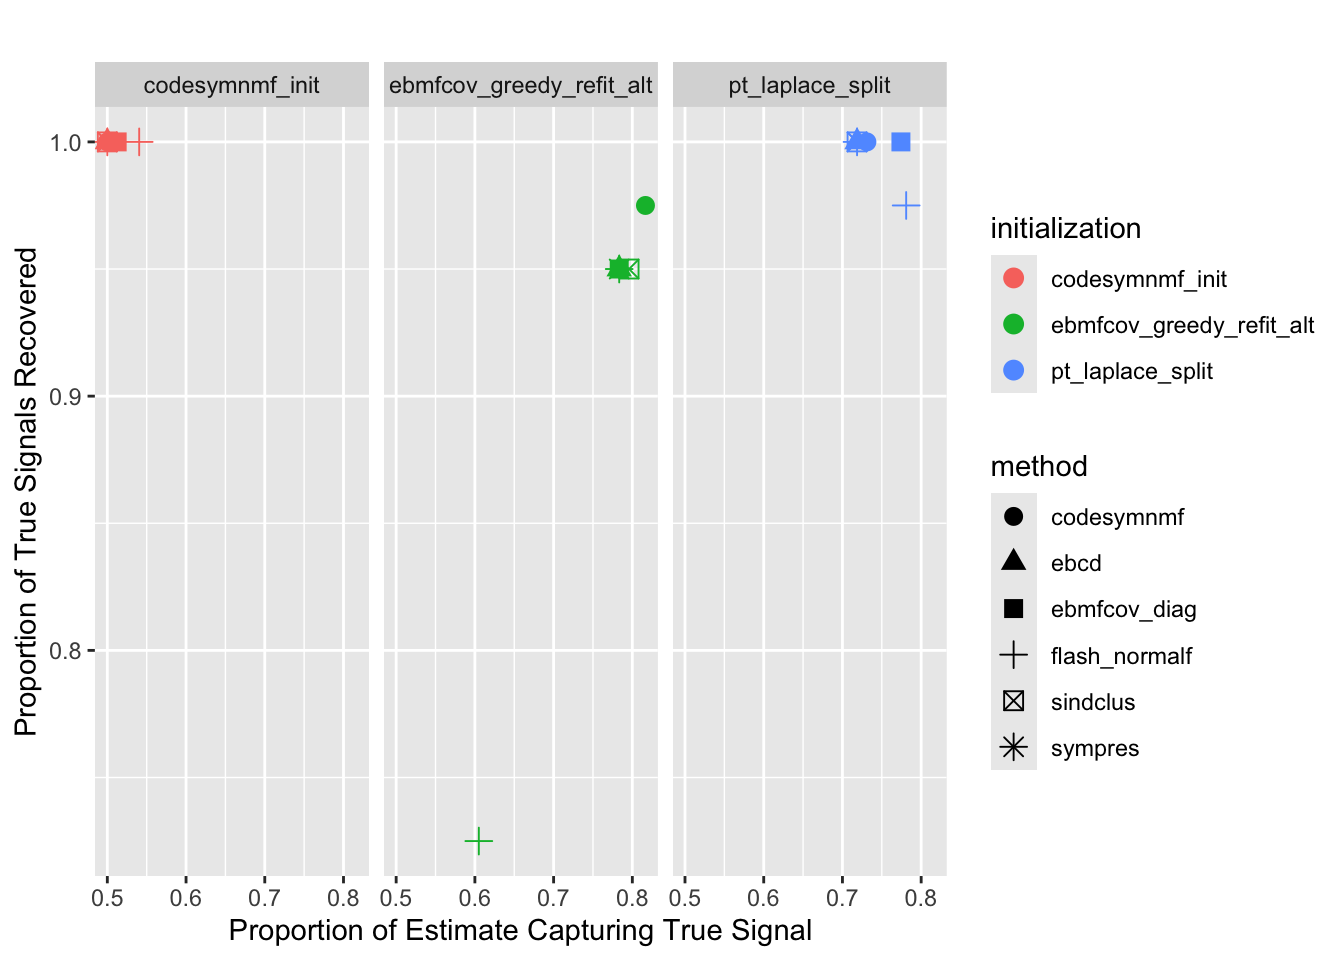 codesymnmf_init
ebmfcov_greedy_refit_alt
pt_laplace_split
1.0
0.9
0.8
Proportion of True Signals Recovered
0.5 0.6 0.7 0.8
0.5 0.6 0.7 0.8
0.5 0.6 0.7 0.8
Proportion of Estimate Capturing True Signal
initialization
codesymnmf_init
ebmfcov_greedy_refit_alt
pt_laplace_split
method
codesymnmf
ebcd
ebmfcov_diag
flash_normalf
sindclus
sympres